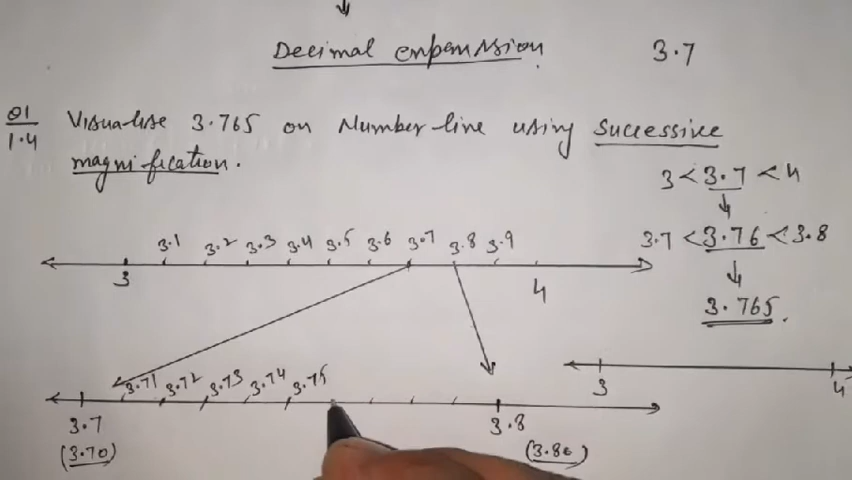 Decimal expansion.
3.7
Q1
1.4
Visualise 3.765 on Number line using Successive
magnification.
3 < 3.7 < 4
3.7 < 3.76 < 3.8
3.765.
3.1 3.2 3.3 3.4 3.5 3.6 3.7 3.8 3.9
3 4
3.71 3.72 3.73 3.74 3.75
3.7 3.8
(3.70) (3.80)
3 4